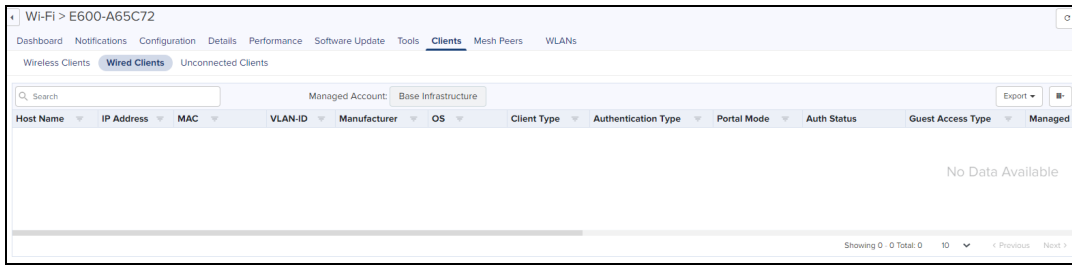 Wi-Fi > E600-A65C72
Dashboard Notifications Configuration Details Performance Software Update Tools Clients Mesh Peers WLANs
Wireless Clients Wired Clients Unconnected Clients
Search Managed Account: Base Infrastructure Export
Host Name IP Address MAC VLAN-ID Manufacturer OS Client Type Authentication Type Portal Mode Auth Status Guest Access Type Managed
No Data Available
Showing 0 - 0 Total: 0 10 < Previous Next >